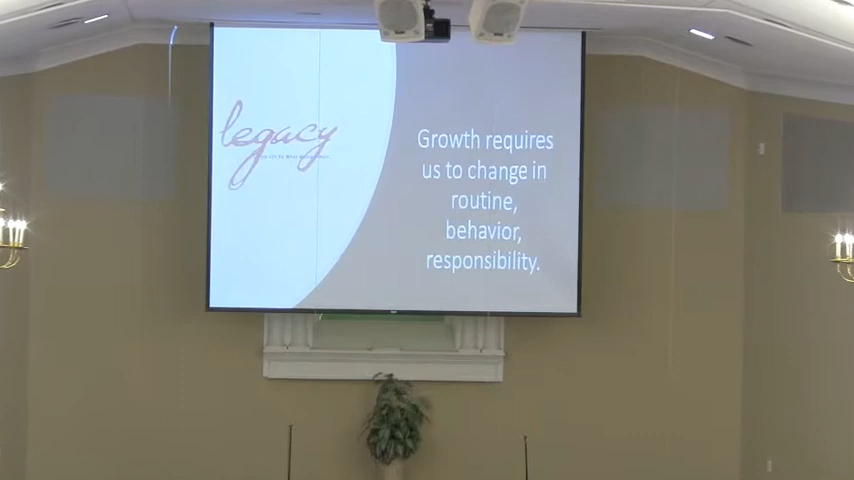 legacy
Growth requires
us to change in
routine,
behavior,
responsibility.